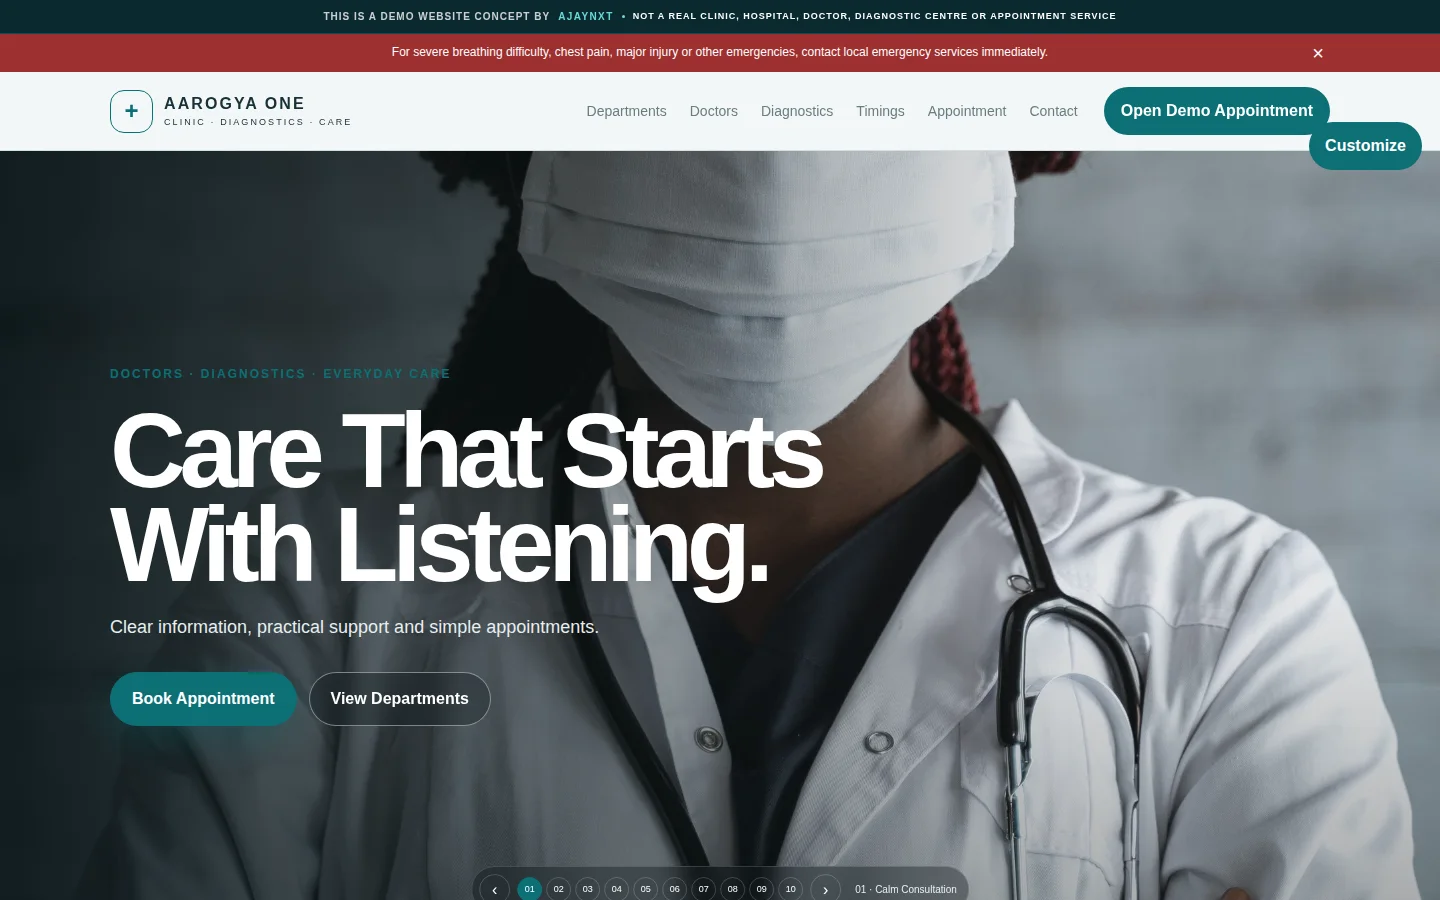 THIS IS A DEMO WEBSITE CONCEPT BY AJAYNXT • NOT A REAL CLINIC, HOSPITAL, DOCTOR, DIAGNOSTIC CENTRE OR APPOINTMENT SERVICE
For severe breathing difficulty, chest pain, major injury or other emergencies, contact local emergency services immediately. ×
+ AAROGYA ONE
CLINIC · DIAGNOSTICS · CARE
Departments Doctors Diagnostics Timings Appointment Contact Open Demo Appointment
Customize
DOCTORS · DIAGNOSTICS · EVERYDAY CARE
Care That Starts
With Listening.
Clear information, practical support and simple appointments.
Book Appointment View Departments
‹ 01 02 03 04 05 06 07 08 09 10 › 01 · Calm Consultation